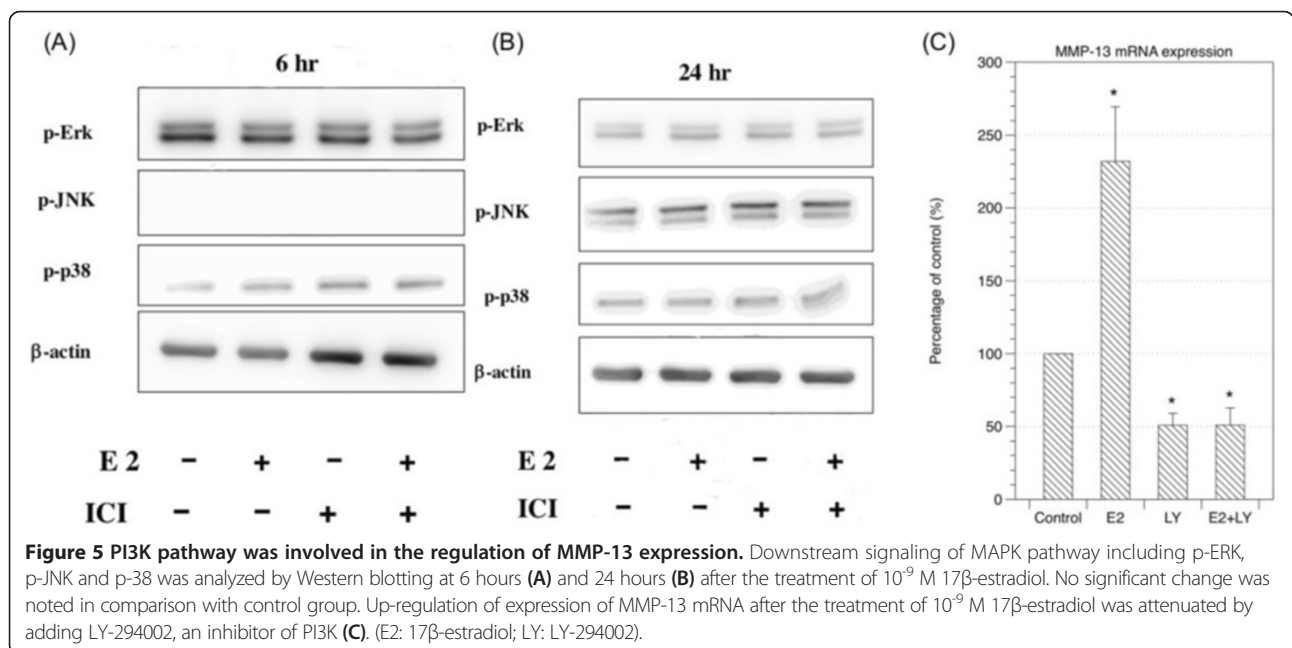 (A)
6 hr
p-Erk
p-JNK
p-p38
β-actin
E 2 − + − +
ICI − − + +
(B)
24 hr
p-Erk
p-JNK
p-p38
β-actin
E 2 − + − +
ICI − − + +
(C)
MMP-13 mRNA expression
Percentage of control (%)
300
250
200
150
100
50
0
*
*
*
Control E2 LY E2+LY
Figure 5 PI3K pathway was involved in the regulation of MMP-13 expression. Downstream signaling of MAPK pathway including p-ERK,
p-JNK and p-38 was analyzed by Western blotting at 6 hours (A) and 24 hours (B) after the treatment of 10⁻⁹ M 17β-estradiol. No significant change was
noted in comparison with control group. Up-regulation of expression of MMP-13 mRNA after the treatment of 10⁻⁹ M 17β-estradiol was attenuated by
adding LY-294002, an inhibitor of PI3K (C). (E2: 17β-estradiol; LY: LY-294002).